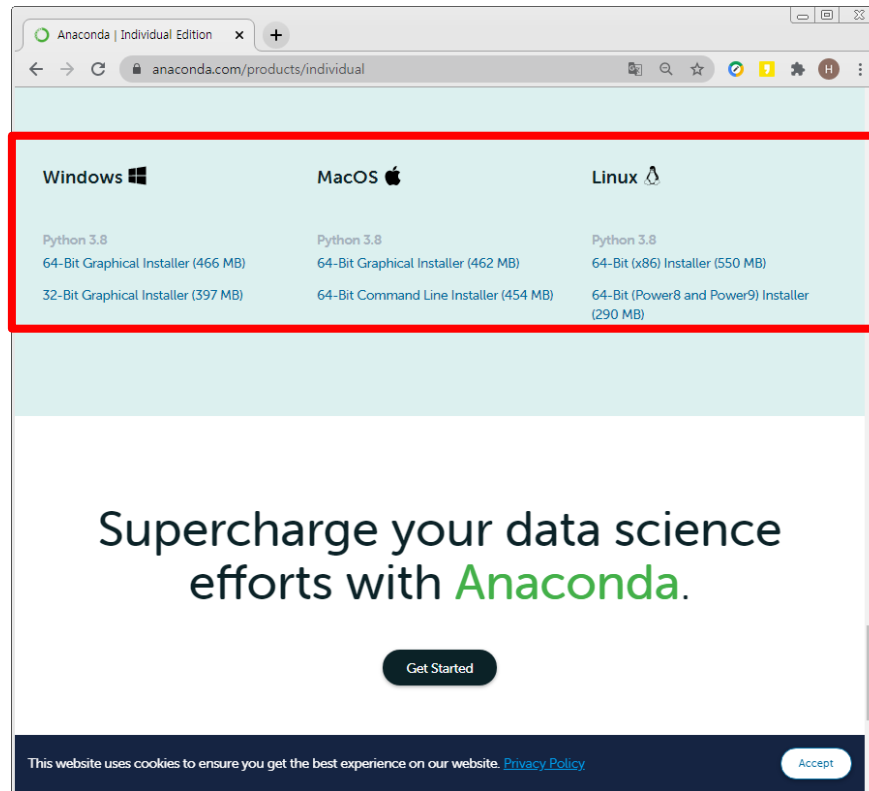 Anaconda | Individual Edition
anaconda.com/products/individual
H
Windows
MacOS
Linux
Python 3.8
Python 3.8
Python 3.8
64-Bit Graphical Installer (466 MB)
64-Bit Graphical Installer (462 MB)
64-Bit (x86) Installer (550 MB)
32-Bit Graphical Installer (397 MB)
64-Bit Command Line Installer (454 MB)
64-Bit (Power8 and Power9) Installer
(290 MB)
Supercharge your data science
efforts with Anaconda.
Get Started
This website uses cookies to ensure you get the best experience on our website. Privacy Policy
Accept